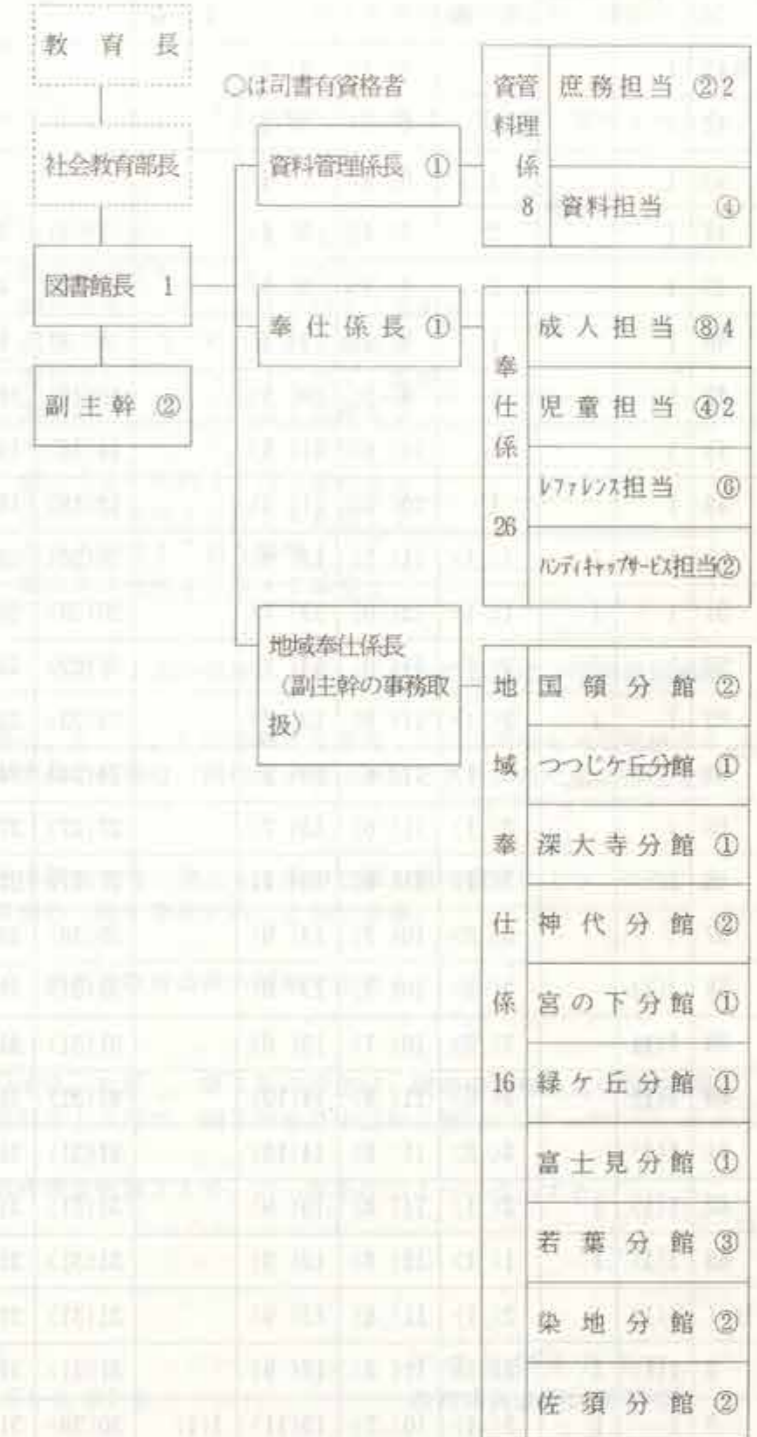 教育長
社会教育部長
図書館長 1
副主幹 ②
○は司書有資格者
資料管理係長 ①
奉仕係長 ①
地域奉仕係長
（副主幹の事務取
扱）
資管
料理
係
8
庶務担当 ②2
資料担当 ④
奉
仕
係
26
成人担当 ⑧4
児童担当 ④2
レファレンス担当 ⑥
ハンディキャップサービス担当②
地
域
奉
仕
係
16
国領分館 ②
つつじケ丘分館 ①
深大寺分館 ①
神代分館 ②
宮の下分館 ①
緑ケ丘分館 ①
富士見分館 ①
若葉分館 ③
染地分館 ②
佐須分館 ②